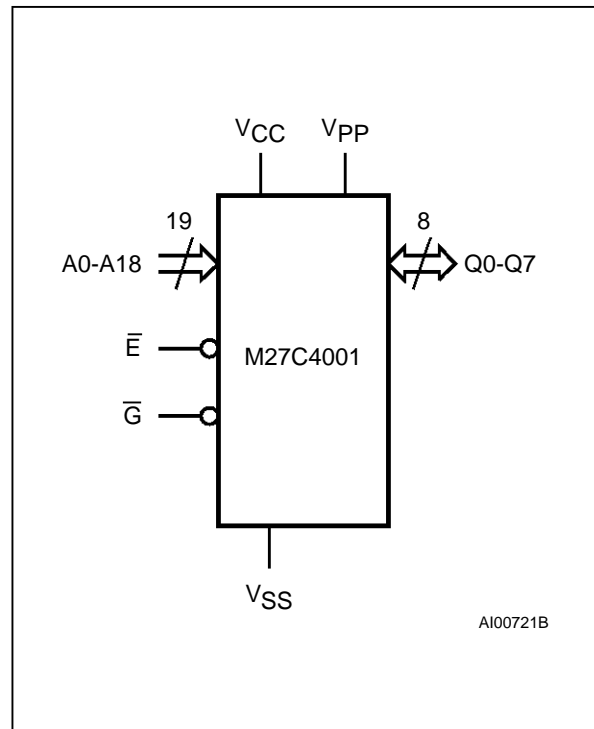 VCC VPP
19 8
A0-A18 Q0-Q7
E̅
M27C4001
G̅
VSS
AI00721B